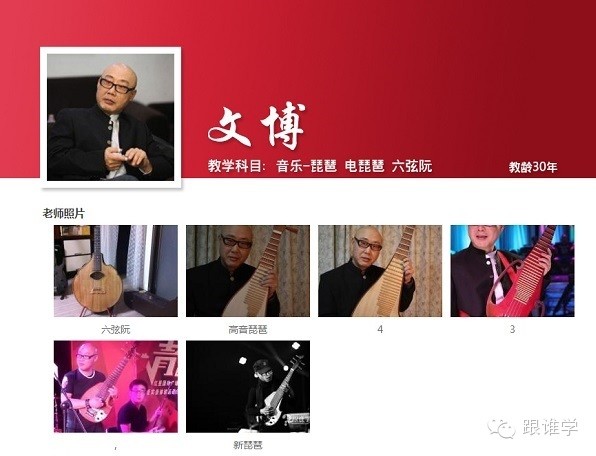 文博
教学科目: 音乐-琵琶 电琵琶 六弦阮
教龄30年
老师照片
六弦阮
高音琵琶
4
3
,
新琵琶
跟谁学